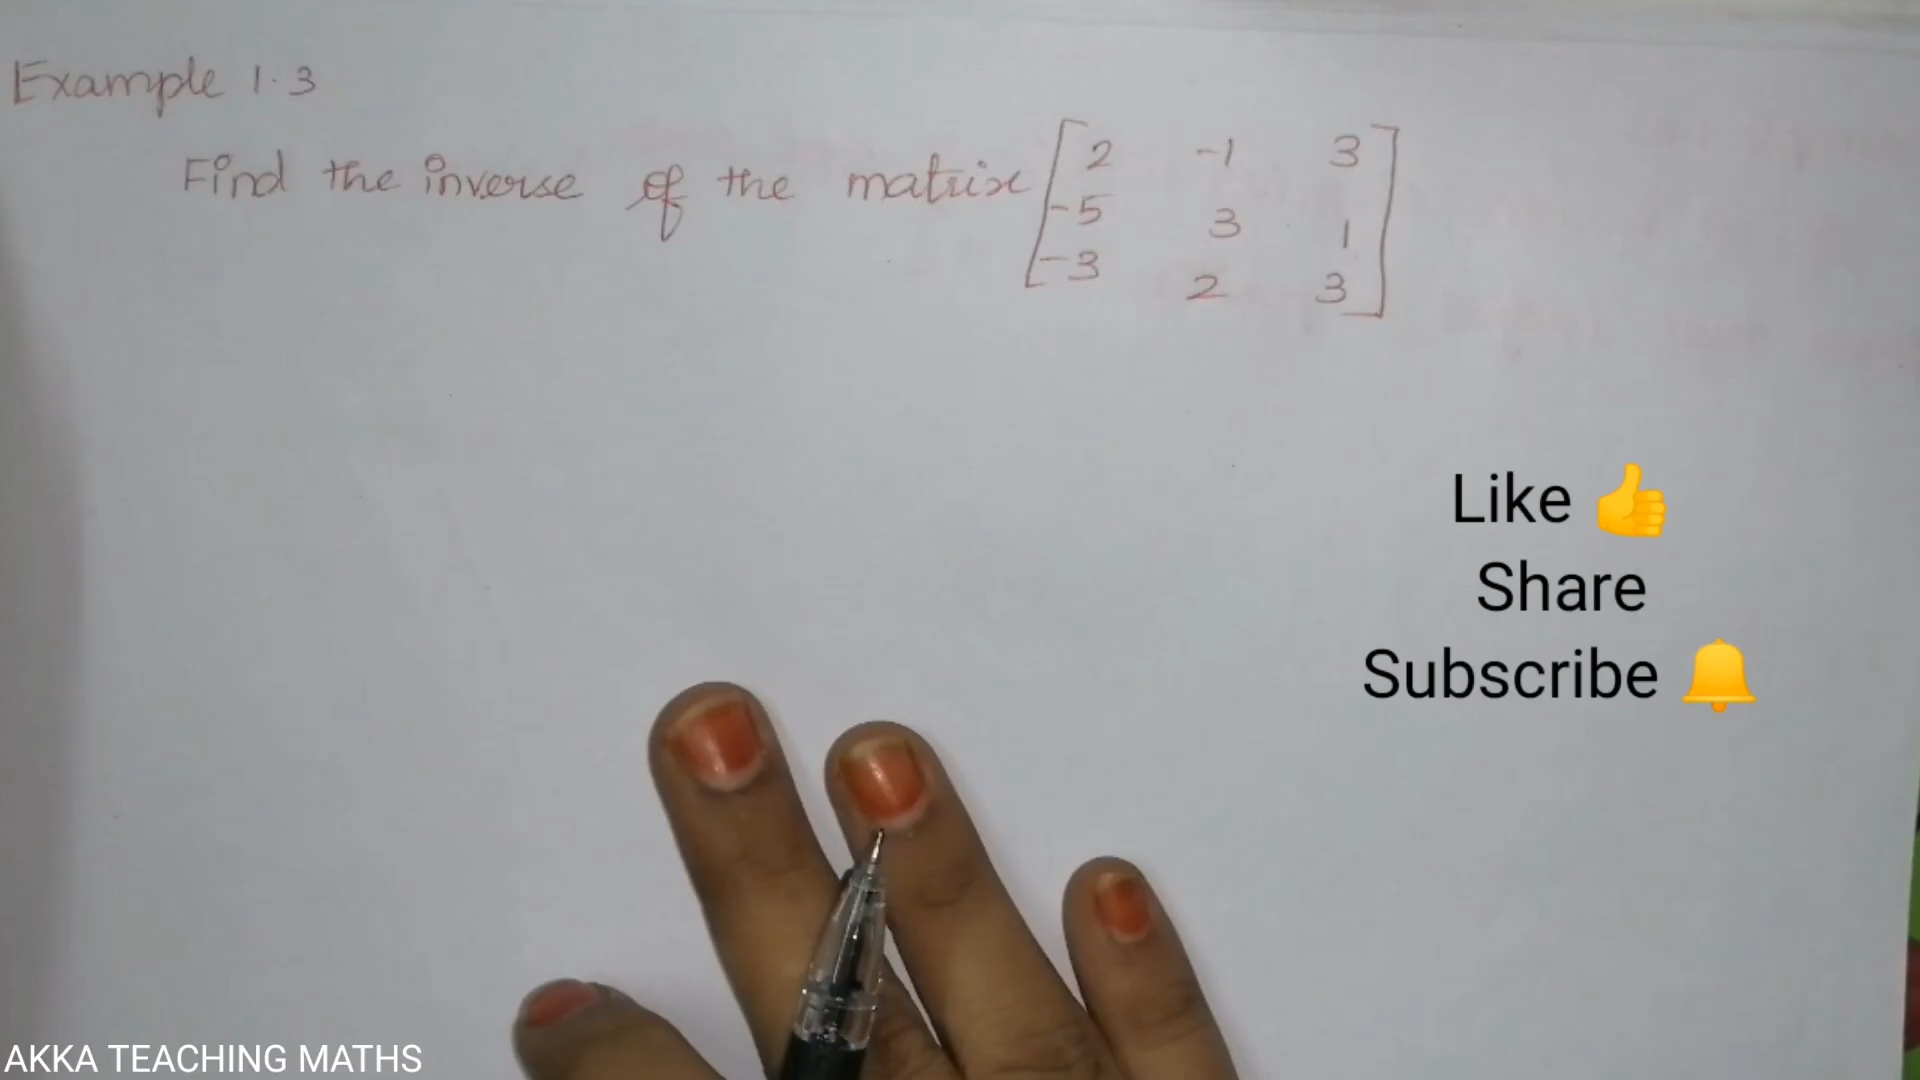 Example 1.3
Find the inverse of the matrix [2 -1 3
-5 3 1
-3 2 3]
Like 👍
Share
Subscribe 🔔
AKKA TEACHING MATHS